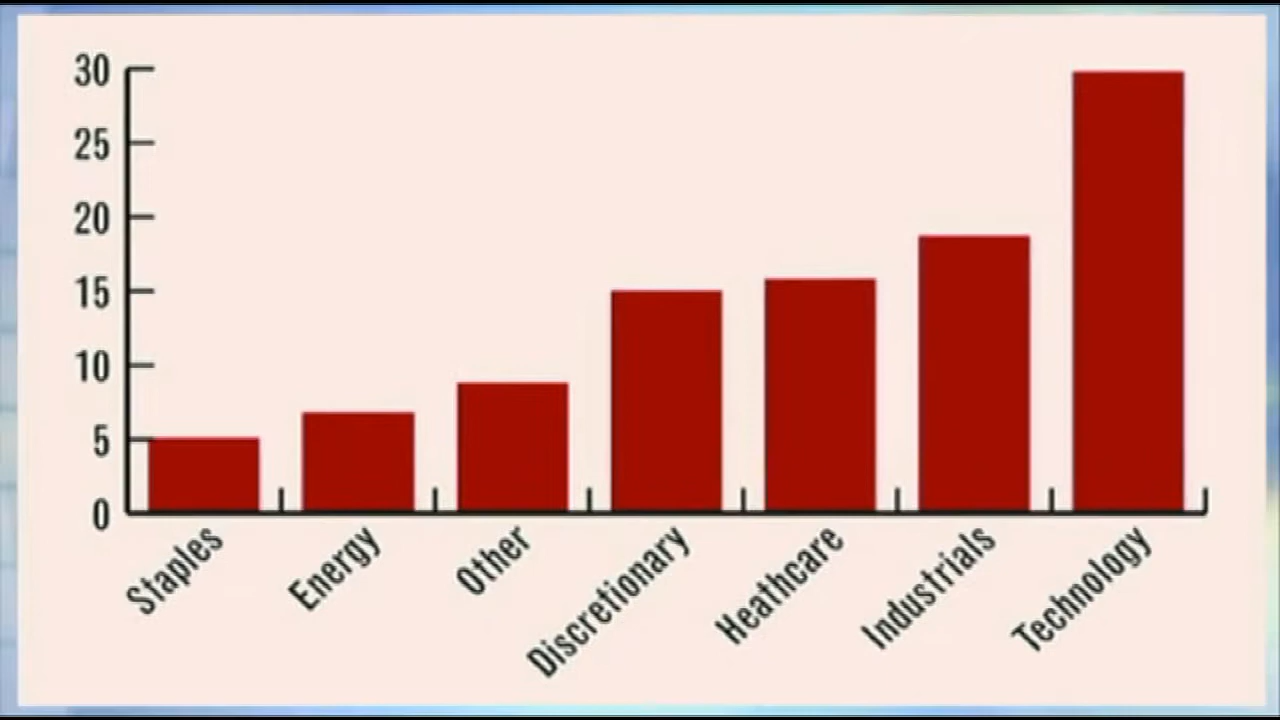 30
25
20
15
10
5
0
Staples
Energy
Other
Discretionary
Heathcare
Industrials
Technology